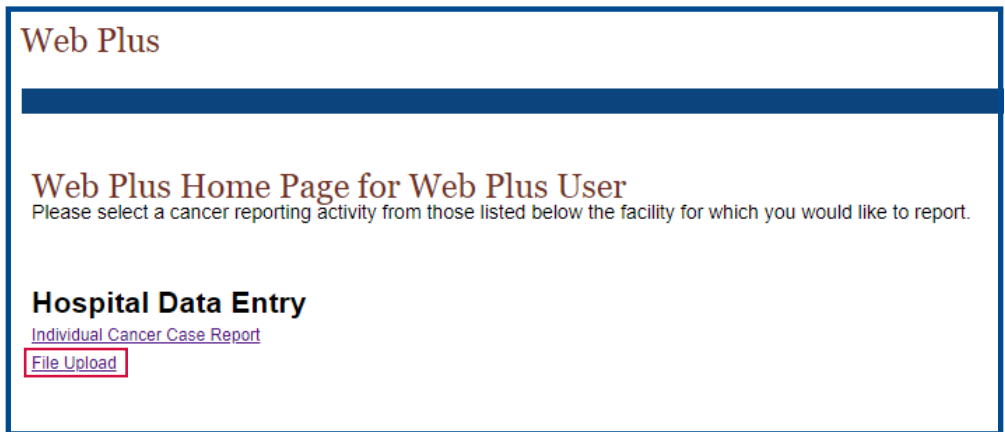 Web Plus
Web Plus Home Page for Web Plus User
Please select a cancer reporting activity from those listed below the facility for which you would like to report.
Hospital Data Entry
Individual Cancer Case Report
File Upload